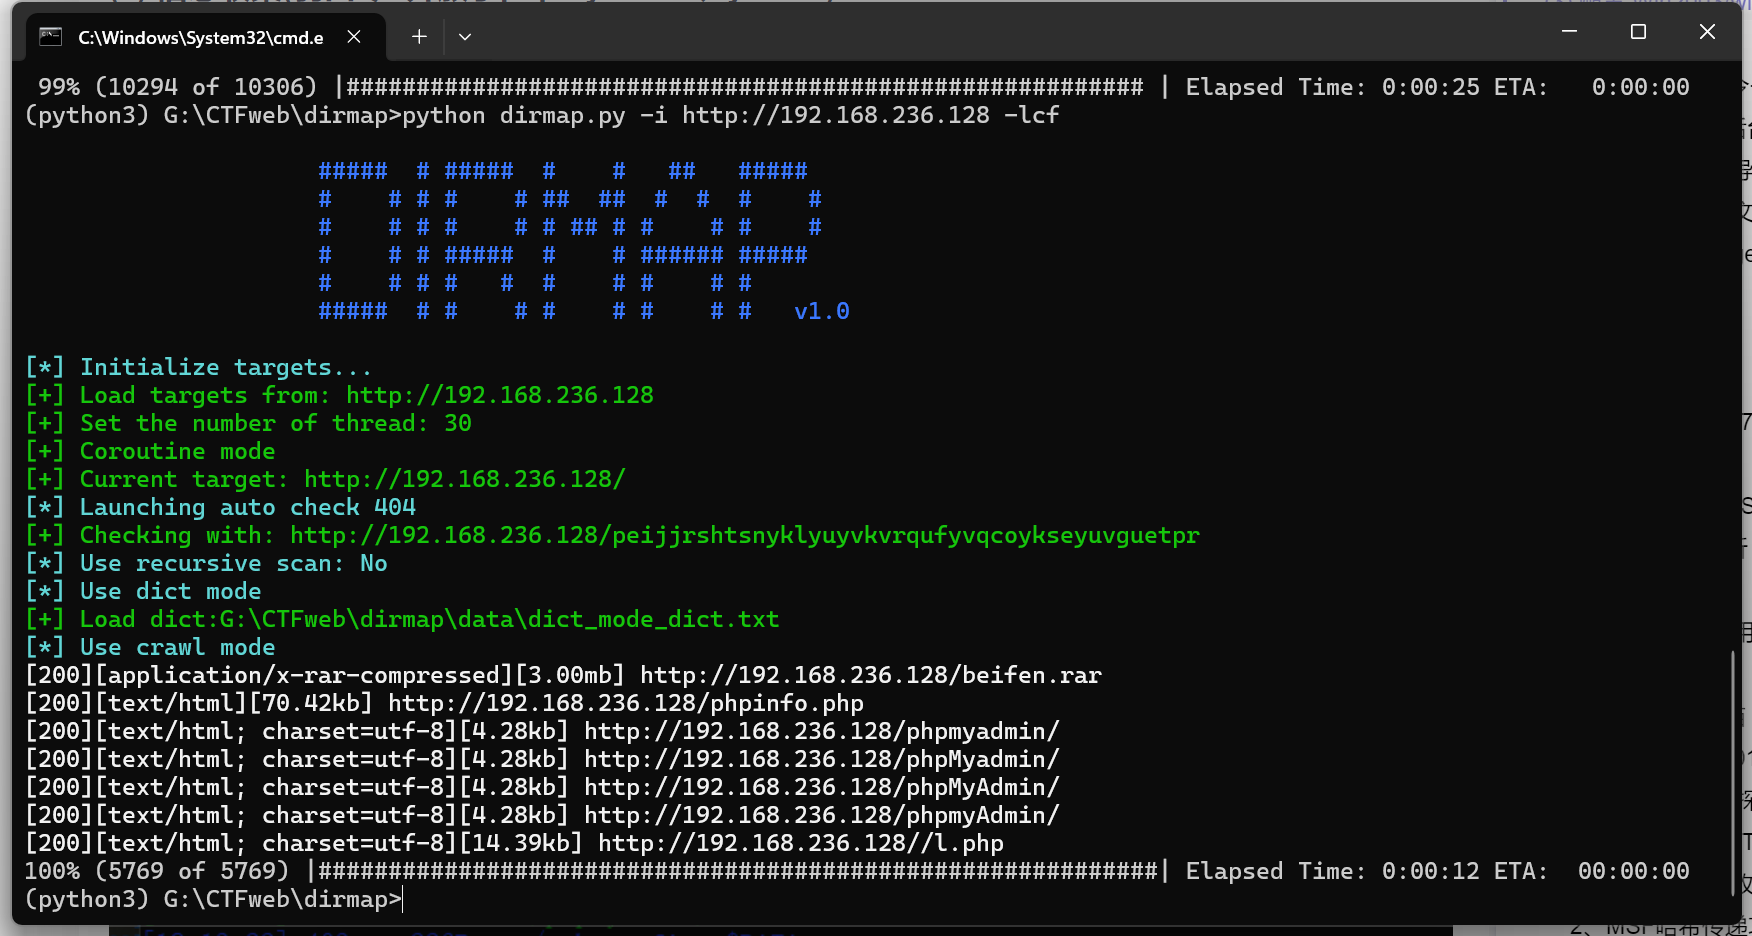 C:\Windows\System32\cmd.e
99% (10294 of 10306) |######################################################### | Elapsed Time: 0:00:25 ETA:   0:00:00
(python3) G:\CTFweb\dirmap>python dirmap.py -i http://192.168.236.128 -lcf
                     #####  # #####  #    #   ##   #####
                     #    # # #    # ##  ##  #  #  #    #
                     #    # # #    # # ## # #    # #    #
                     #    # # #####  #    # ###### #####
                     #    # # #   #  #    # #    # #
                     #####  # #    # #    # #    # #   v1.0
[*] Initialize targets...
[+] Load targets from: http://192.168.236.128
[+] Set the number of thread: 30
[+] Coroutine mode
[+] Current target: http://192.168.236.128/
[*] Launching auto check 404
[+] Checking with: http://192.168.236.128/peijjrshtsnyklyuyvkvrqufyvqcoykseyuvguetpr
[*] Use recursive scan: No
[*] Use dict mode
[+] Load dict:G:\CTFweb\dirmap\data\dict_mode_dict.txt
[*] Use crawl mode
[200][application/x-rar-compressed][3.00mb] http://192.168.236.128/beifen.rar
[200][text/html][70.42kb] http://192.168.236.128/phpinfo.php
[200][text/html; charset=utf-8][4.28kb] http://192.168.236.128/phpmyadmin/
[200][text/html; charset=utf-8][4.28kb] http://192.168.236.128/phpMyadmin/
[200][text/html; charset=utf-8][4.28kb] http://192.168.236.128/phpMyAdmin/
[200][text/html; charset=utf-8][4.28kb] http://192.168.236.128/phpmyAdmin/
[200][text/html; charset=utf-8][14.39kb] http://192.168.236.128//l.php
100% (5769 of 5769) |############################################################| Elapsed Time: 0:00:12 ETA:  00:00:00
(python3) G:\CTFweb\dirmap>